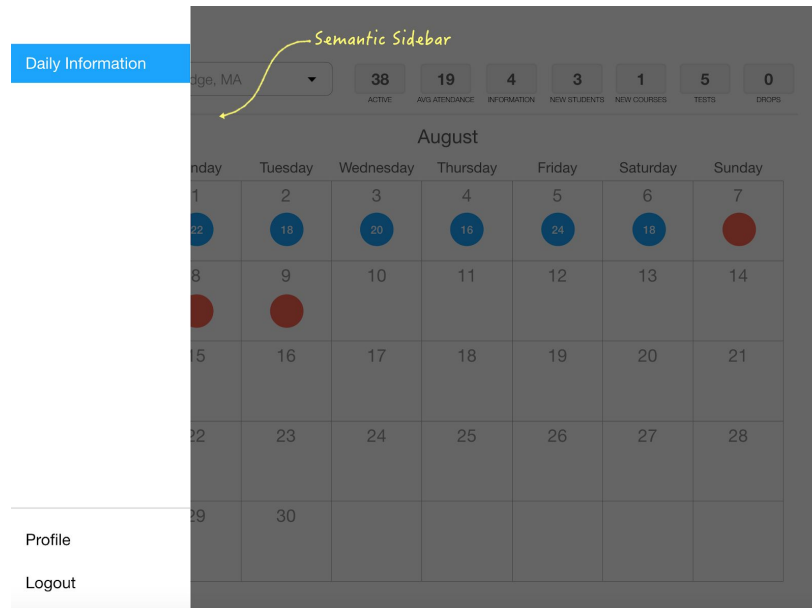 Semantic Sidebar
Daily Information
dge, MA
38 19 4 3 1 5 0
ACTIVE AVG ATENDANCE INFORMATION NEW STUDENTS NEW COURSES TESTS DROPS
August
nday Tuesday Wednesday Thursday Friday Saturday Sunday
1 2 3 4 5 6 7
22 18 20 16 24 18
8 9 10 11 12 13 14
15 16 17 18 19 20 21
22 23 24 25 26 27 28
29 30
Profile
Logout